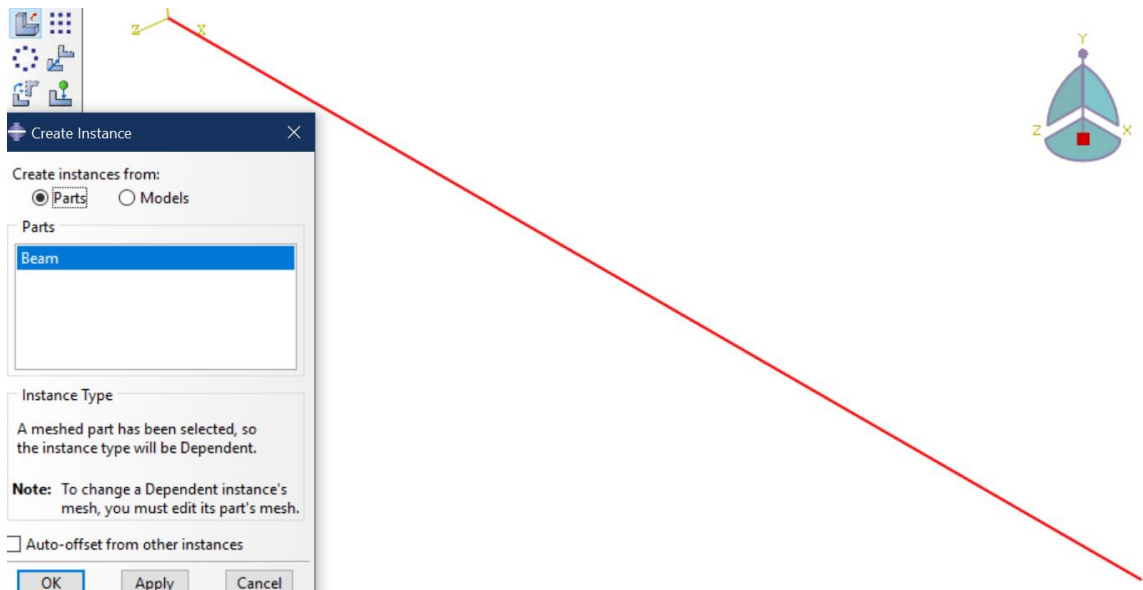 Z
X
Y
Z
X
Create Instance
Create instances from:
Parts Models
Parts
Beam
Instance Type
A meshed part has been selected, so
the instance type will be Dependent.
Note: To change a Dependent instance's
mesh, you must edit its part's mesh.
Auto-offset from other instances
OK Apply Cancel